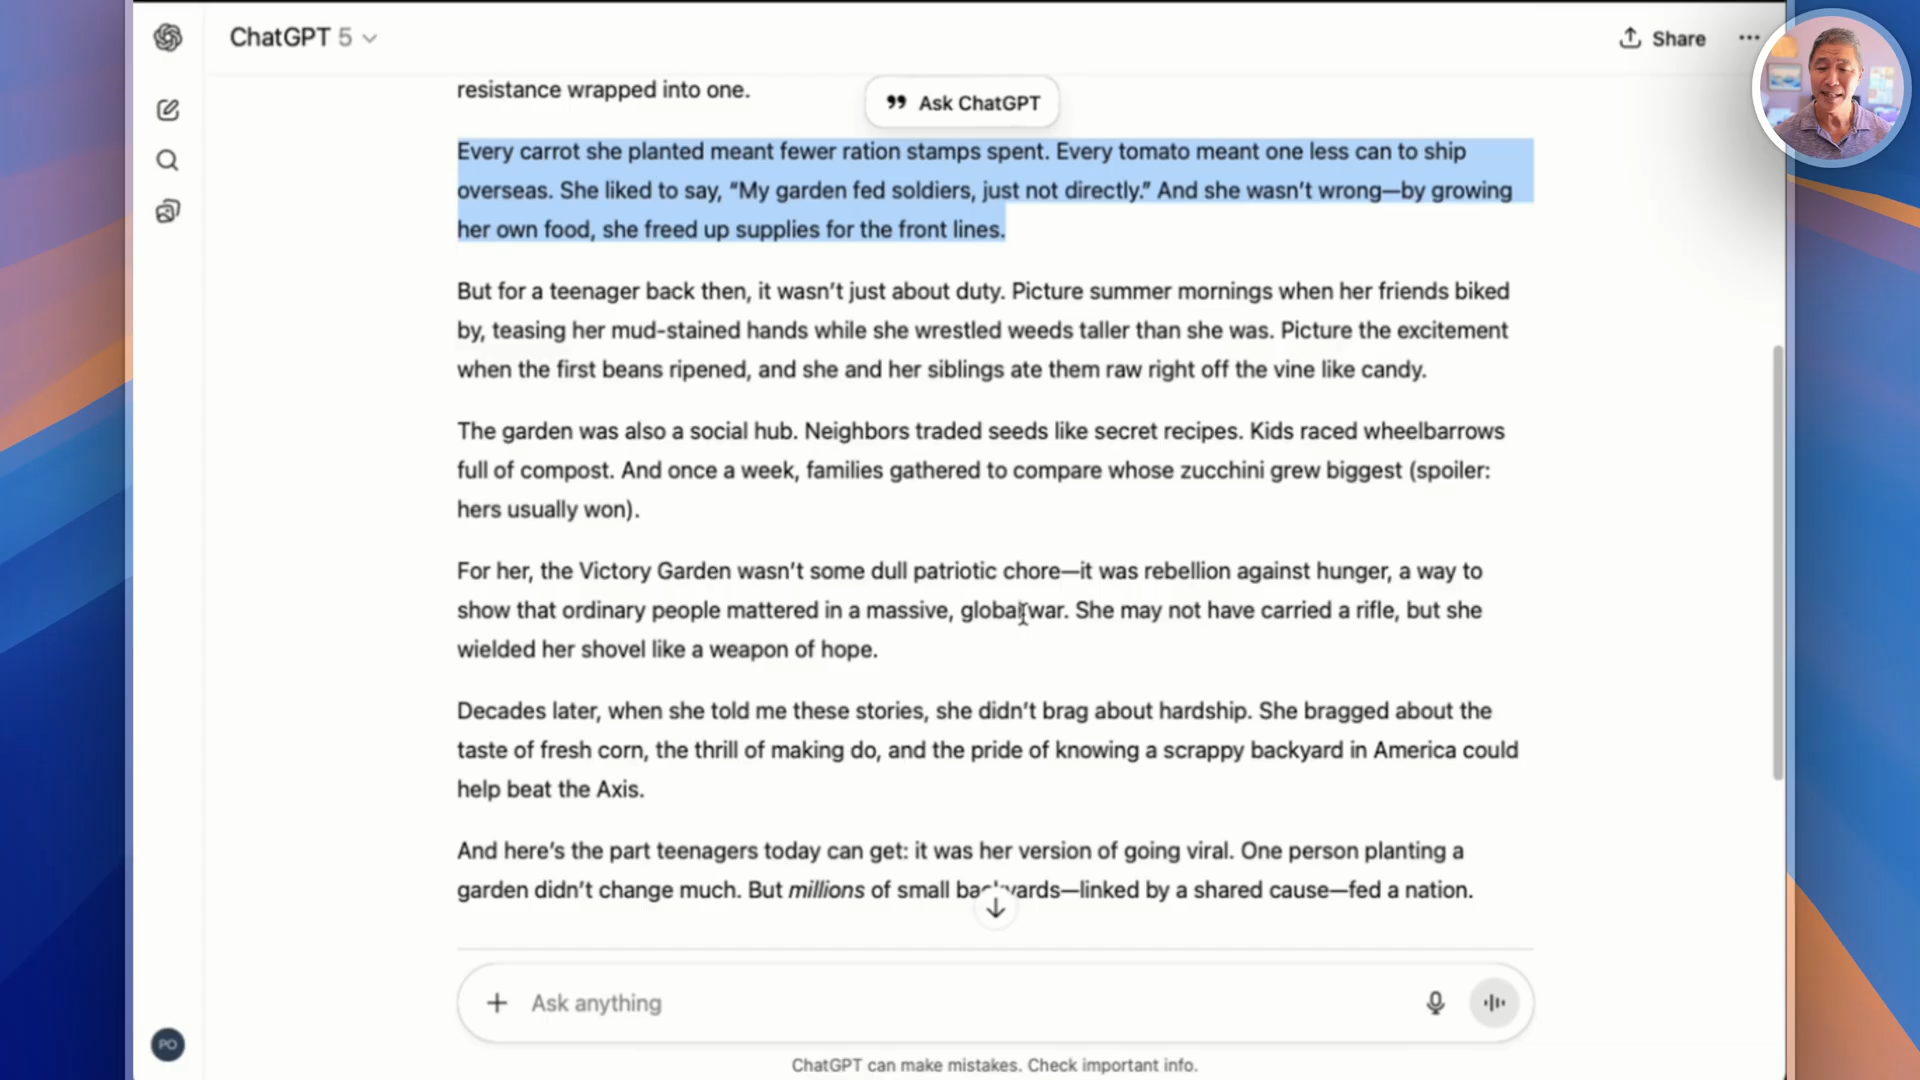 ChatGPT 5
Share
resistance wrapped into one.
Ask ChatGPT
Every carrot she planted meant fewer ration stamps spent. Every tomato meant one less can to ship
overseas. She liked to say, “My garden fed soldiers, just not directly.” And she wasn’t wrong—by growing
her own food, she freed up supplies for the front lines.
But for a teenager back then, it wasn’t just about duty. Picture summer mornings when her friends biked
by, teasing her mud-stained hands while she wrestled weeds taller than she was. Picture the excitement
when the first beans ripened, and she and her siblings ate them raw right off the vine like candy.
The garden was also a social hub. Neighbors traded seeds like secret recipes. Kids raced wheelbarrows
full of compost. And once a week, families gathered to compare whose zucchini grew biggest (spoiler:
hers usually won).
For her, the Victory Garden wasn’t some dull patriotic chore—it was rebellion against hunger, a way to
show that ordinary people mattered in a massive, global war. She may not have carried a rifle, but she
wielded her shovel like a weapon of hope.
Decades later, when she told me these stories, she didn’t brag about hardship. She bragged about the
taste of fresh corn, the thrill of making do, and the pride of knowing a scrappy backyard in America could
help beat the Axis.
And here’s the part teenagers today can get: it was her version of going viral. One person planting a
garden didn’t change much. But millions of small backyards—linked by a shared cause—fed a nation.
Ask anything
PO
ChatGPT can make mistakes. Check important info.